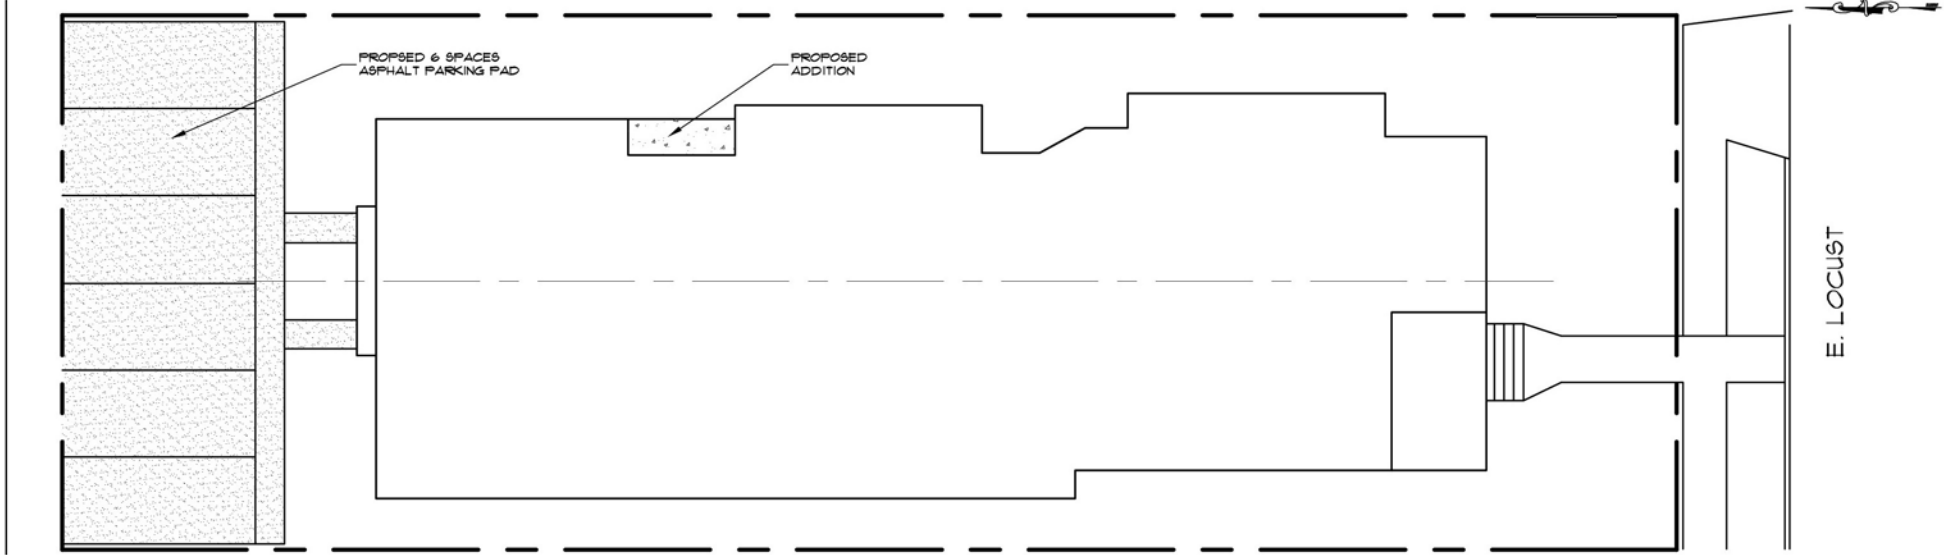 PROPSED 6 SPACES
ASPHALT PARKING PAD
PROPOSED
ADDITION
E. LOCUST